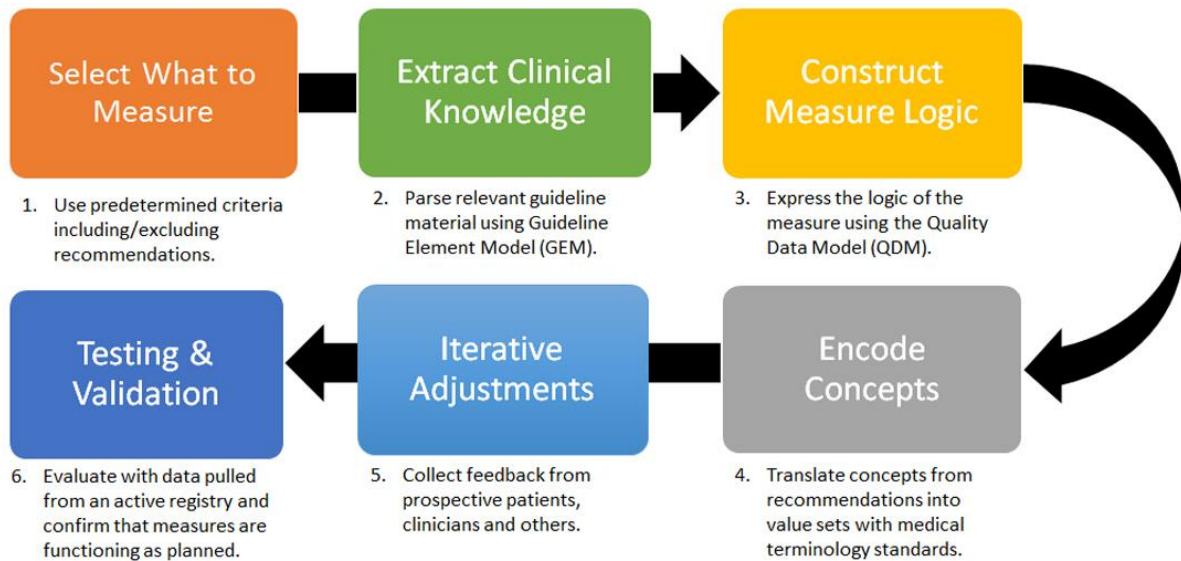 Select What to
Measure
1. Use predetermined criteria
including/excluding
recommendations.
Extract Clinical
Knowledge
2. Parse relevant guideline
material using Guideline
Element Model (GEM).
Construct
Measure Logic
3. Express the logic of the
measure using the Quality
Data Model (QDM).
Encode
Concepts
4. Translate concepts from
recommendations into
value sets with medical
terminology standards.
Iterative
Adjustments
5. Collect feedback from
prospective patients,
clinicians and others.
Testing &
Validation
6. Evaluate with data pulled
from an active registry and
confirm that measures are
functioning as planned.